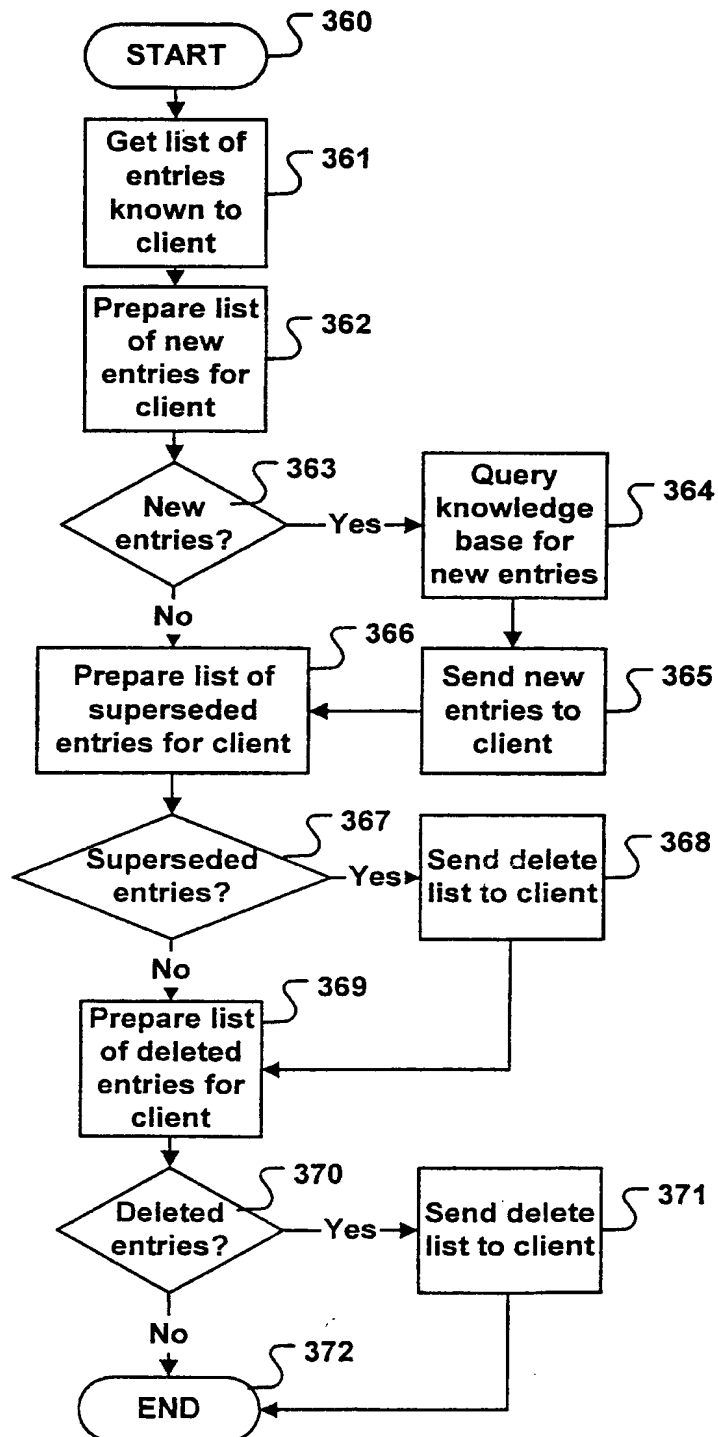 360
START
Get list of
entries
known to
client
361
Prepare list
of new
entries for
client
362
363
New
entries?
Yes
Query
knowledge
base for
new entries
364
No
366
Prepare list of
superseded
entries for client
Send new
entries to
client
365
367
Superseded
entries?
Yes
Send delete
list to client
368
No
369
Prepare list
of deleted
entries for
client
370
Deleted
entries?
Yes
Send delete
list to client
371
No
372
END